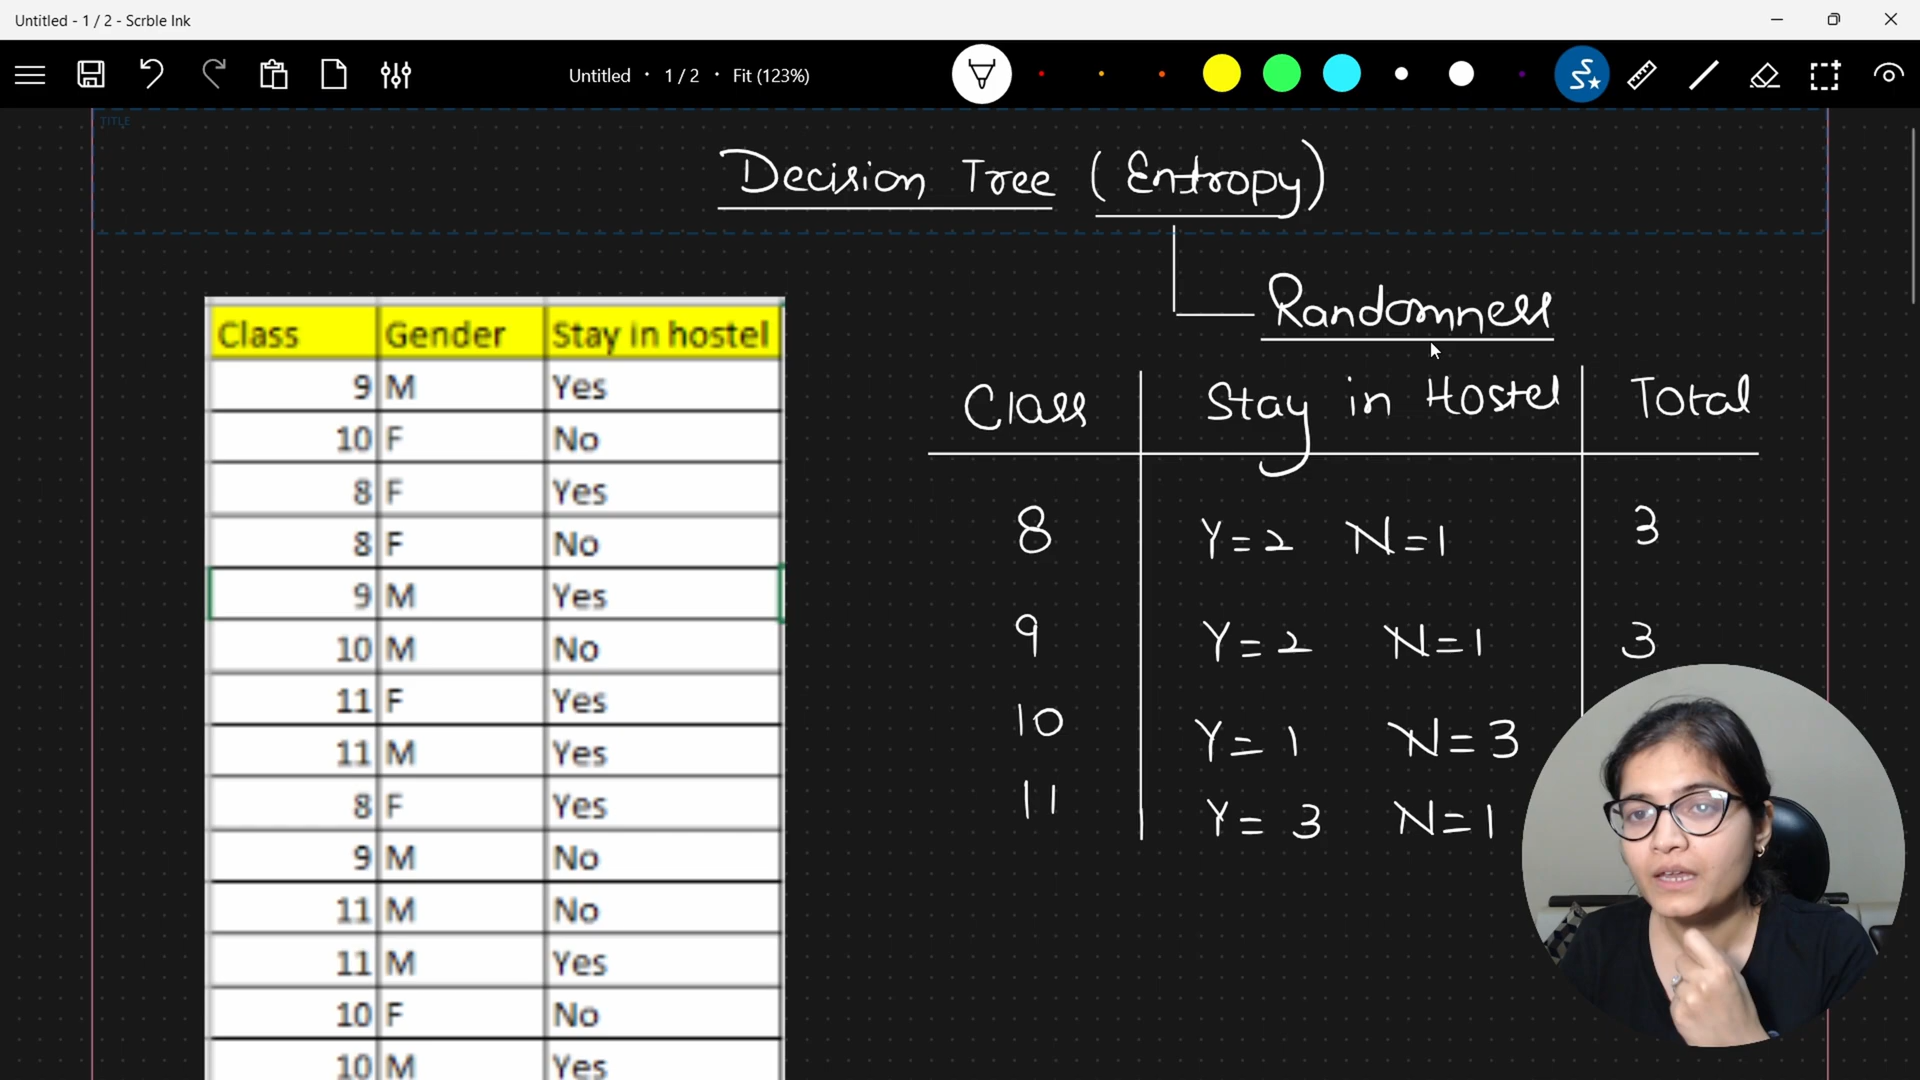 Untitled - 1 / 2 - Scrble Ink
Untitled • 1 / 2 • Fit (123%)
TITLE
Decision Tree (Entropy)
Randomness
Class Gender Stay in hostel
9 M Yes
10 F No
8 F Yes
8 F No
9 M Yes
10 M No
11 F Yes
11 M Yes
8 F Yes
9 M No
11 M No
11 M Yes
10 F No
10 M Yes
Class Stay in Hostel Total
8 Y=2 N=1 3
9 Y=2 N=1 3
10 Y=1 N=3
11 Y=3 N=1